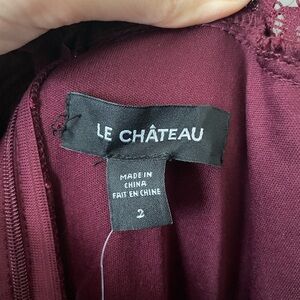 LE CHÂTEAU
MADE IN
CHINA
FAIT EN CHINE
2